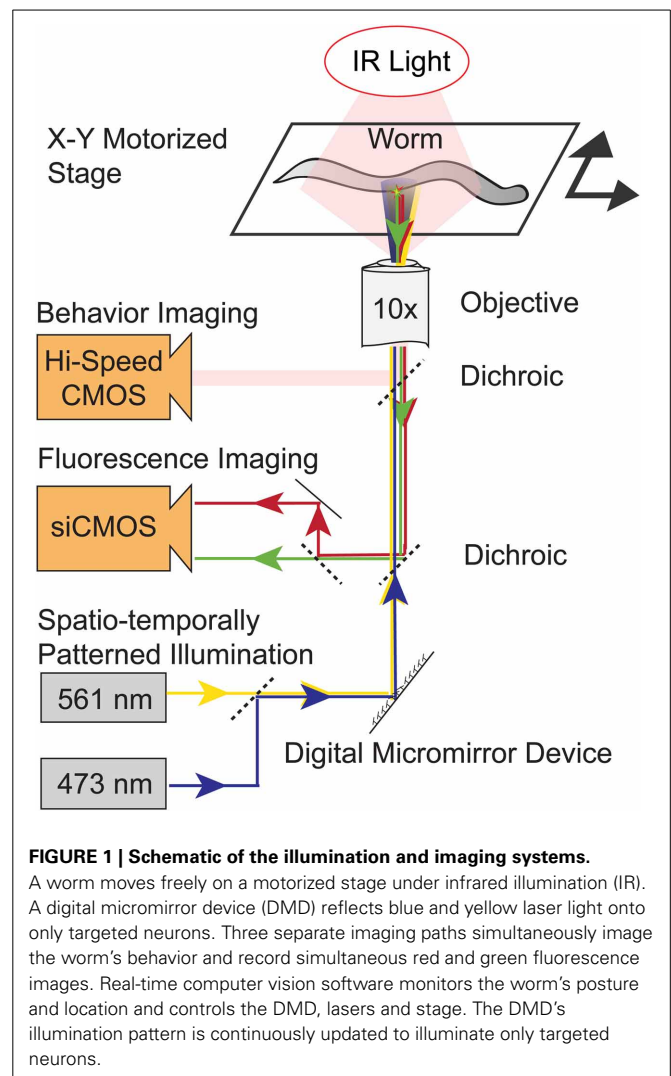 IR Light
X-Y Motorized
Stage
Worm
10x
Objective
Behavior Imaging
Hi-Speed
CMOS
Dichroic
Fluorescence Imaging
siCMOS
Dichroic
Spatio-temporally
Patterned Illumination
561 nm
Digital Micromirror Device
473 nm
FIGURE 1 | Schematic of the illumination and imaging systems.
A worm moves freely on a motorized stage under infrared illumination (IR).
A digital micromirror device (DMD) reflects blue and yellow laser light onto
only targeted neurons. Three separate imaging paths simultaneously image
the worm's behavior and record simultaneous red and green fluorescence
images. Real-time computer vision software monitors the worm's posture
and location and controls the DMD, lasers and stage. The DMD's
illumination pattern is continuously updated to illuminate only targeted
neurons.